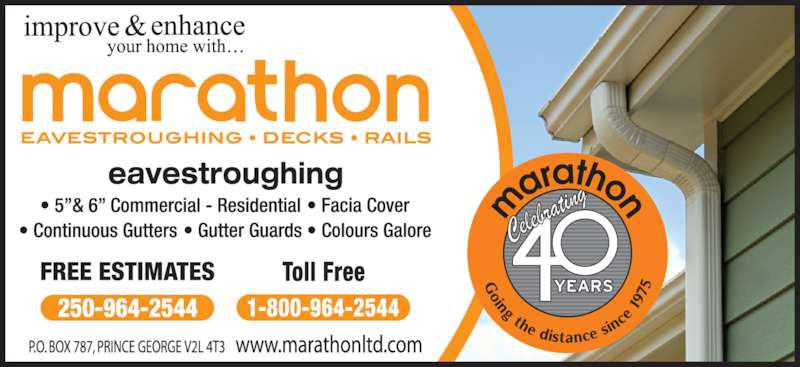 improve & enhance
your home with...
marathon
EAVESTROUGHING • DECKS • RAILS
eavestroughing
• 5”& 6” Commercial - Residential • Facia Cover
• Continuous Gutters • Gutter Guards • Colours Galore
FREE ESTIMATES
250-964-2544
Toll Free
1-800-964-2544
P.O. BOX 787, PRINCE GEORGE V2L 4T3 www.marathonltd.com
marathon
Celebrating
40
YEARS
Going the distance since 1975